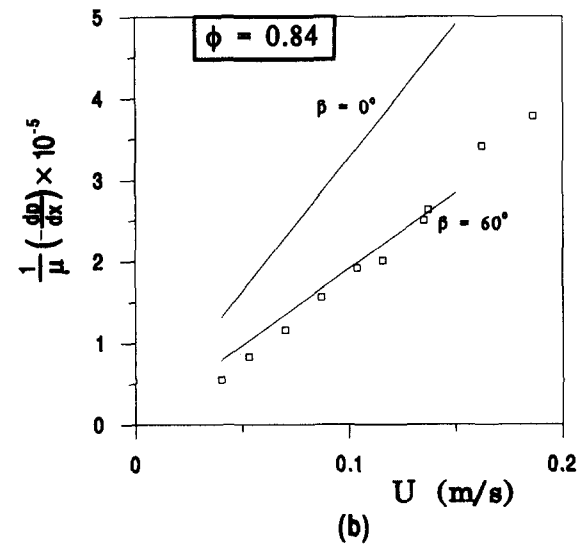 5
ϕ = 0.84
4
β = 0°
3
1/μ (-dp/dx) × 10⁻⁵
2
β = 60°
1
0
0 0.1 0.2
U (m/s)
(b)